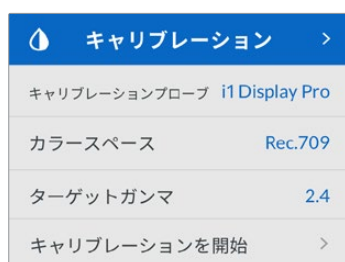 キャリブレーション
キャリブレーションプローブ i1 Display Pro
カラースペース Rec.709
ターゲットガンマ 2.4
キャリブレーションを開始